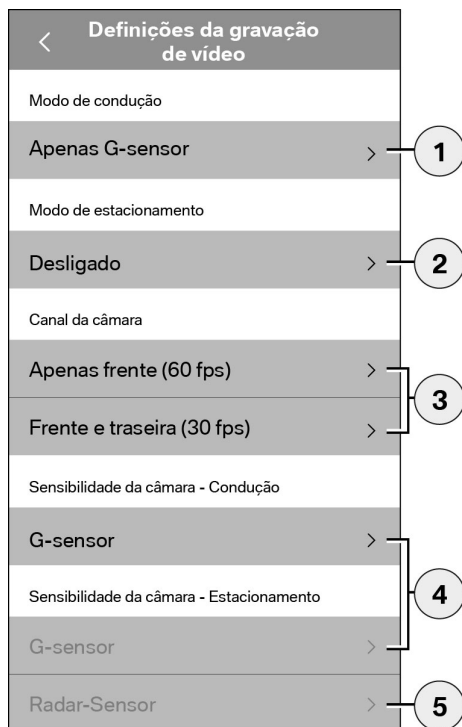 Definições da gravação
de vídeo
Modo de condução
Apenas G-sensor
1
Modo de estacionamento
Desligado
2
Canal da câmara
Apenas frente (60 fps)
3
Frente e traseira (30 fps)
Sensibilidade da câmara - Condução
G-sensor
Sensibilidade da câmara - Estacionamento
4
G-sensor
Radar-Sensor
5